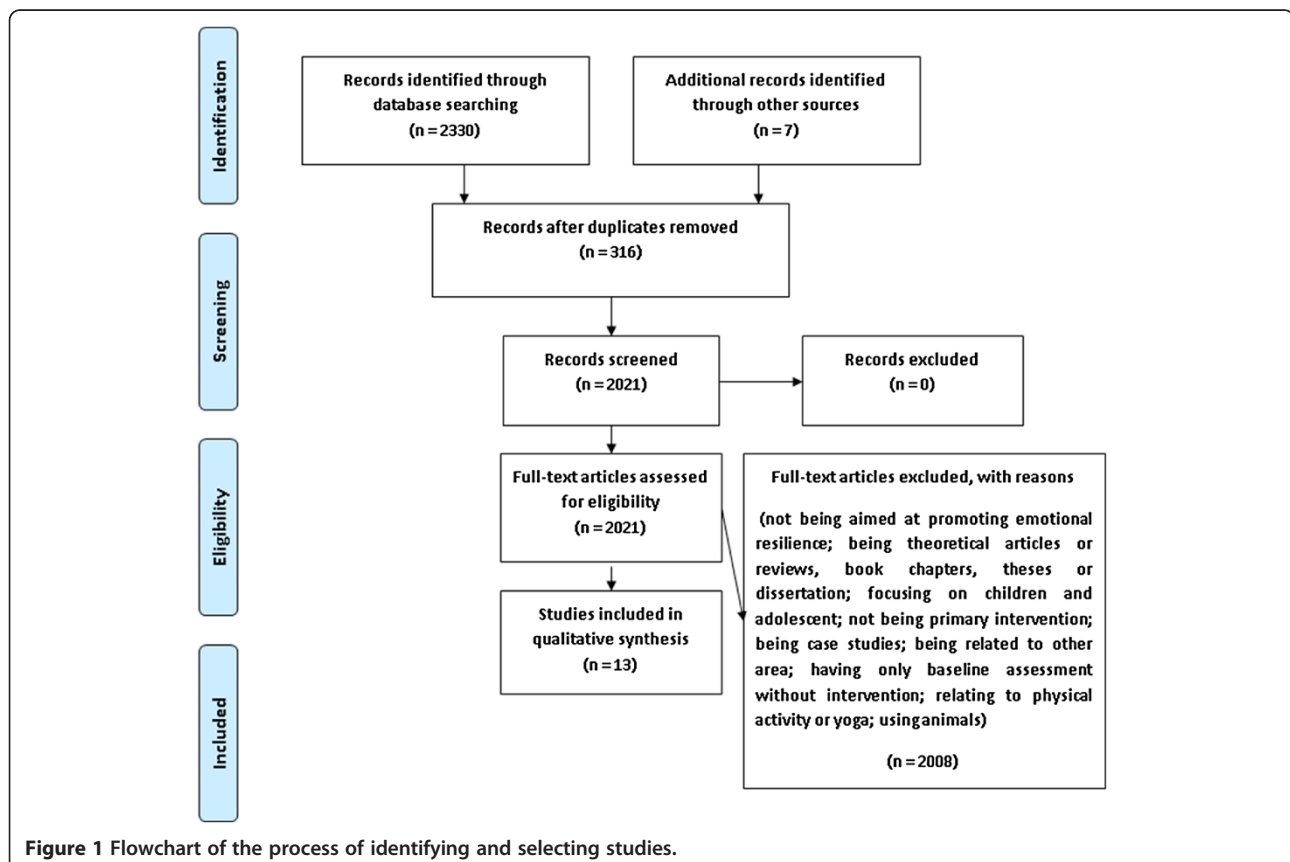 Identification
Records identified through
database searching
(n = 2330)
Additional records identified
through other sources
(n = 7)
Records after duplicates removed
(n = 316)
Screening
Records screened
(n = 2021)
Records excluded
(n = 0)
Eligibility
Full-text articles assessed
for eligibility
(n = 2021)
Full-text articles excluded, with reasons
(not being aimed at promoting emotional
resilience; being theoretical articles or
reviews, book chapters, theses or
dissertation; focusing on children and
adolescent; not being primary intervention;
being case studies; being related to other
area; having only baseline assessment
without intervention; relating to physical
activity or yoga; using animals)
(n = 2008)
Included
Studies included in
qualitative synthesis
(n = 13)
Figure 1 Flowchart of the process of identifying and selecting studies.